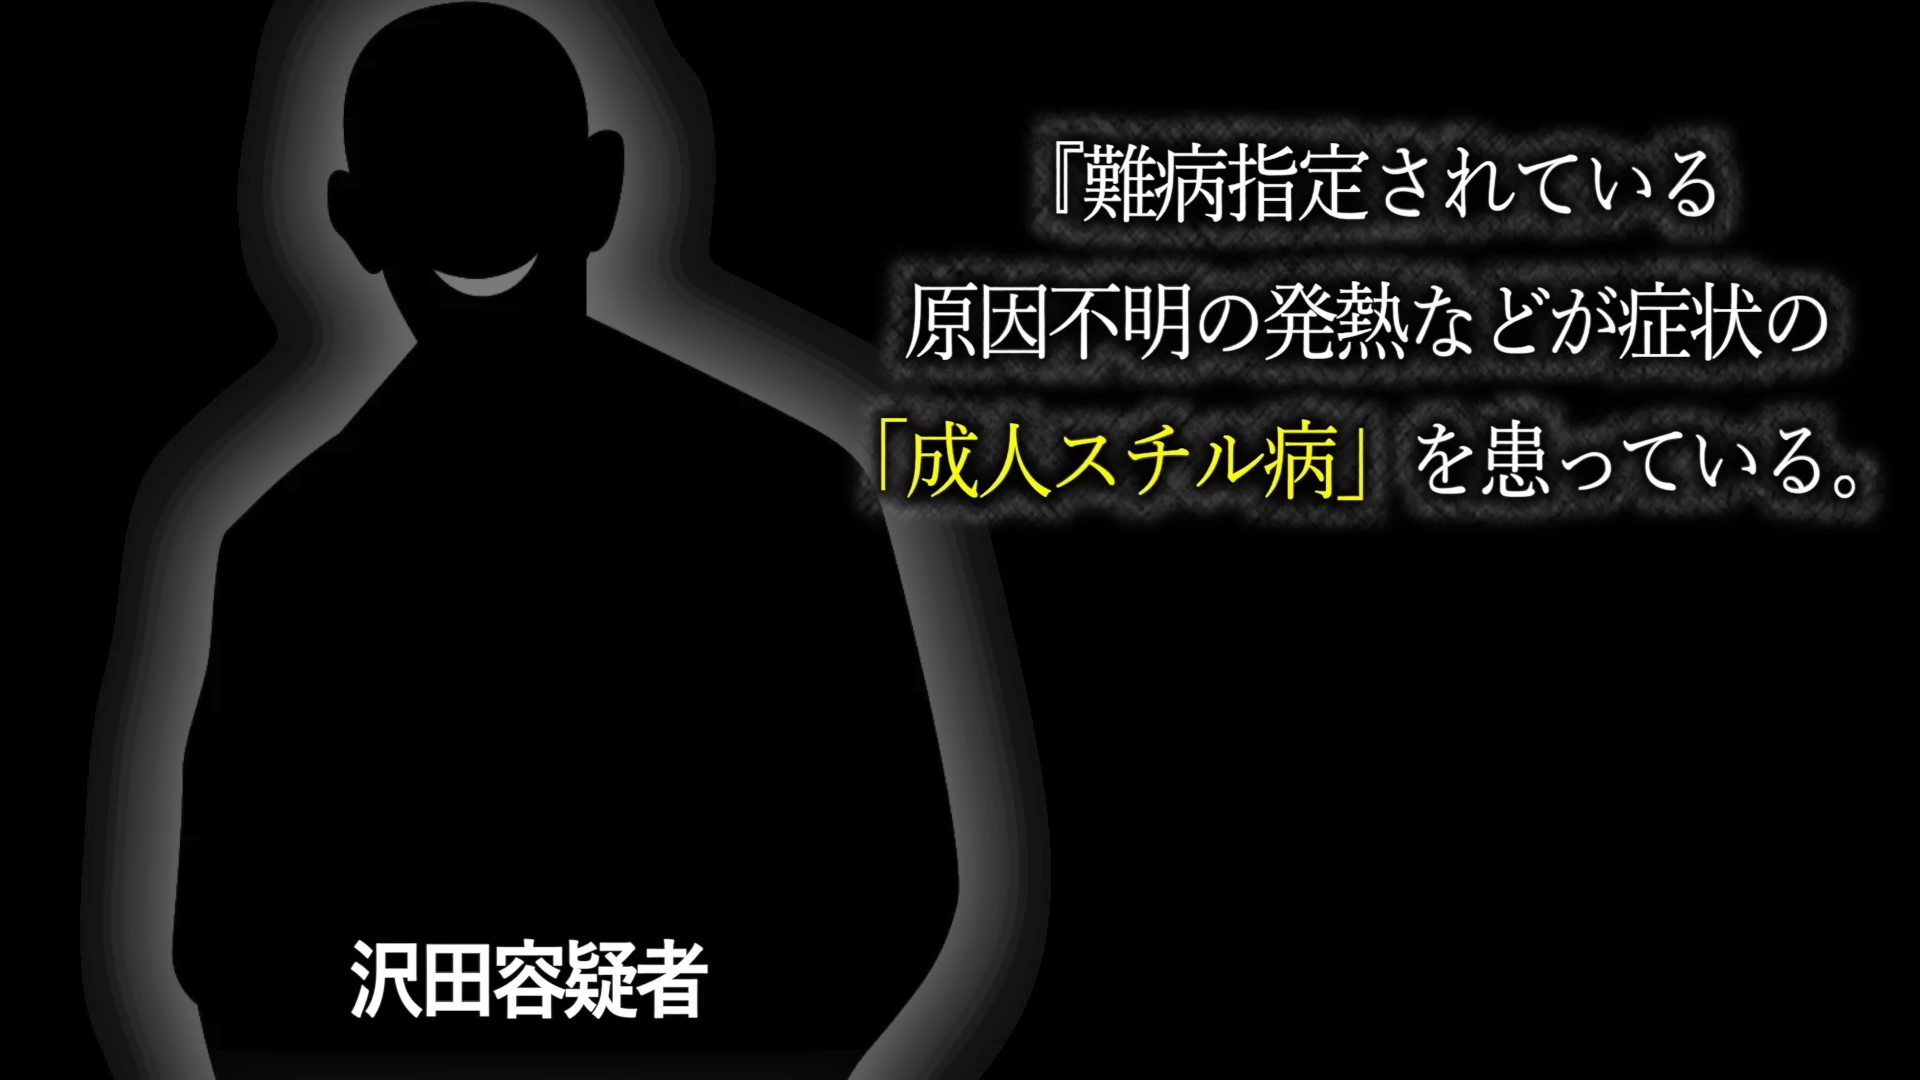 『難病指定されている
原因不明の発熱などが症状の
「成人スチル病」を患っている。
沢田容疑者